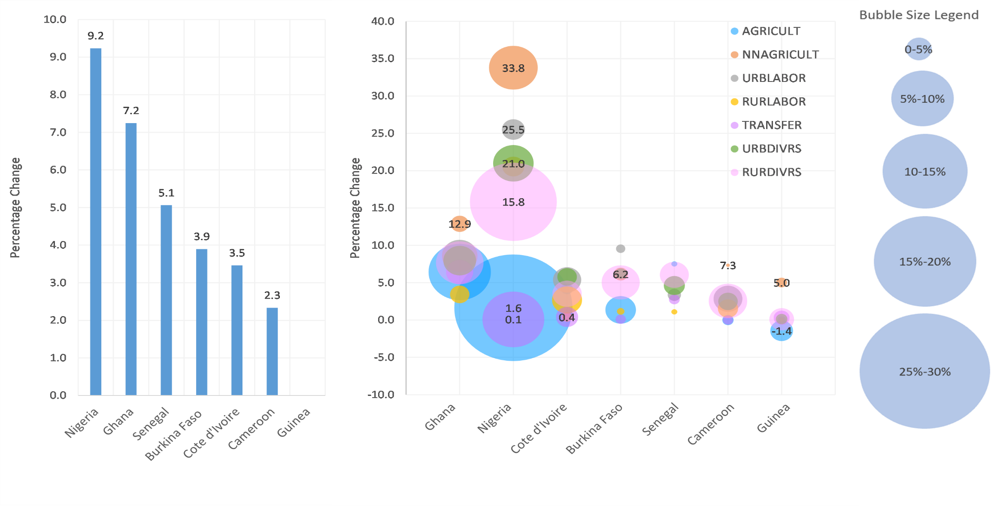 10.0
9.0
8.0
7.0
6.0
5.0
4.0
3.0
2.0
1.0
0.0
Percentage Change
9.2
7.2
5.1
3.9
3.5
2.3
Nigeria
Ghana
Senegal
Burkina Faso
Cote d'Ivoire
Cameroon
Guinea
40.0
35.0
30.0
25.0
20.0
15.0
10.0
5.0
0.0
-5.0
-10.0
Percentage Change
33.8
25.5
21.0
15.8
12.9
1.6
0.1
0.4
6.2
7.3
5.0
-1.4
Ghana
Nigeria
Cote d'Ivoire
Burkina Faso
Senegal
Cameroon
Guinea
AGRICULT
NNAGRICULT
URBLABOR
RURLABOR
TRANSFER
URBDIVRS
RURDIVRS
Bubble Size Legend
0-5%
5%-10%
10-15%
15%-20%
25%-30%